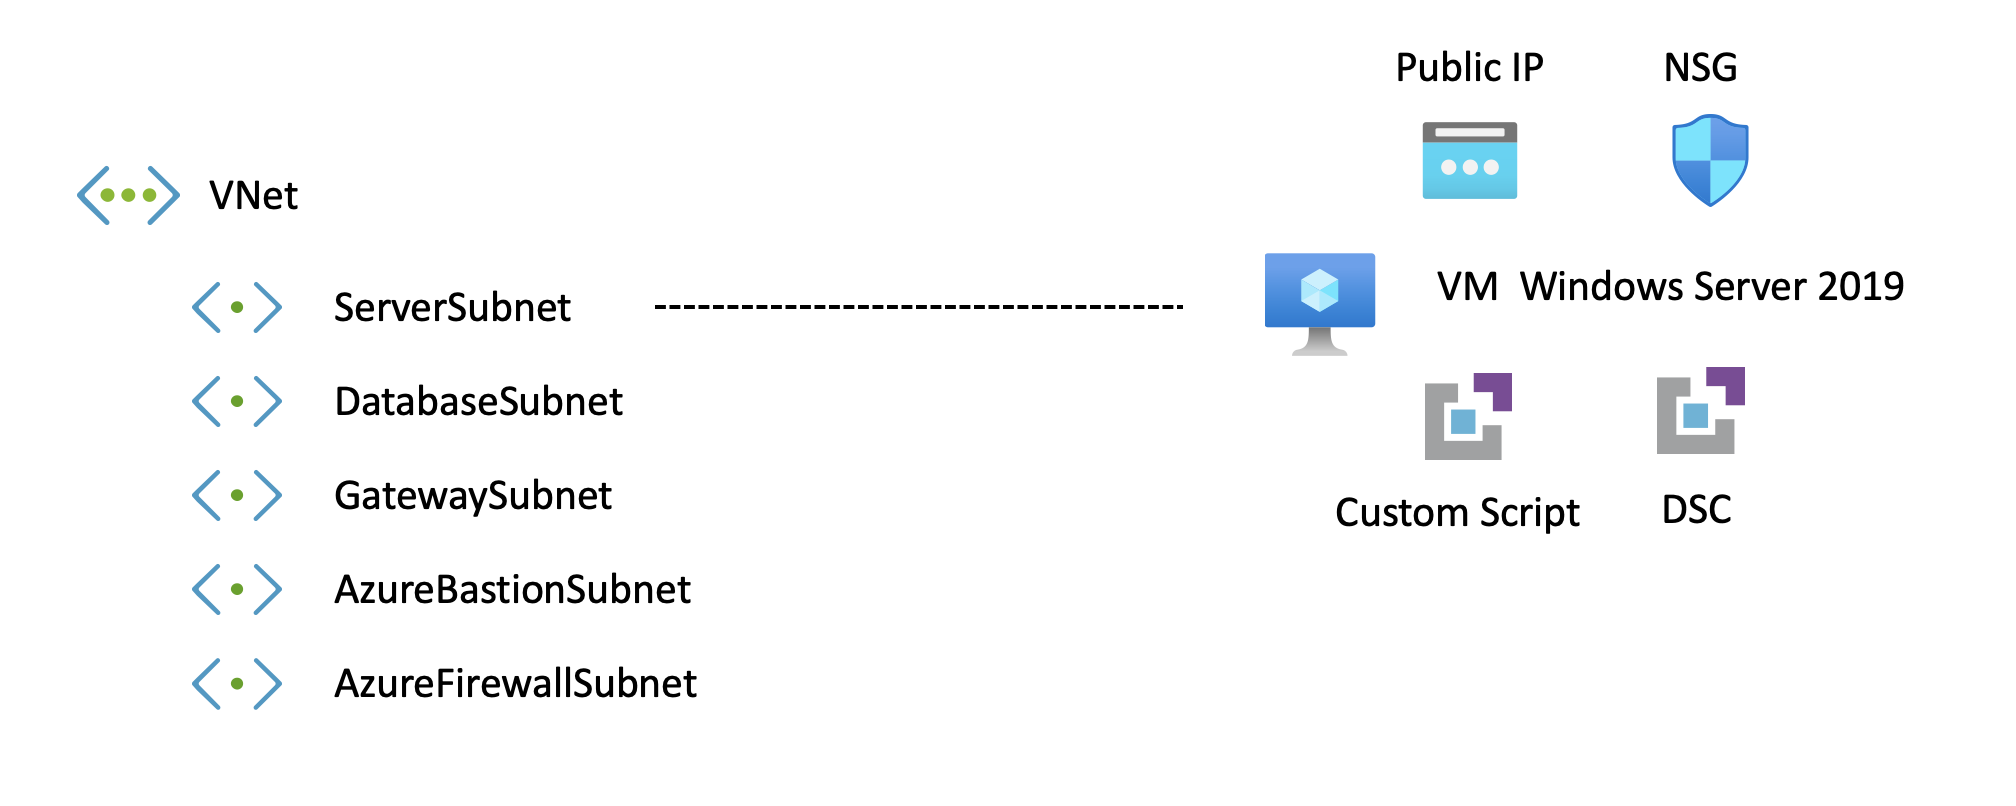 Public IP
NSG
VNet
VM Windows Server 2019
ServerSubnet
DatabaseSubnet
GatewaySubnet
Custom Script
DSC
AzureBastionSubnet
AzureFirewallSubnet